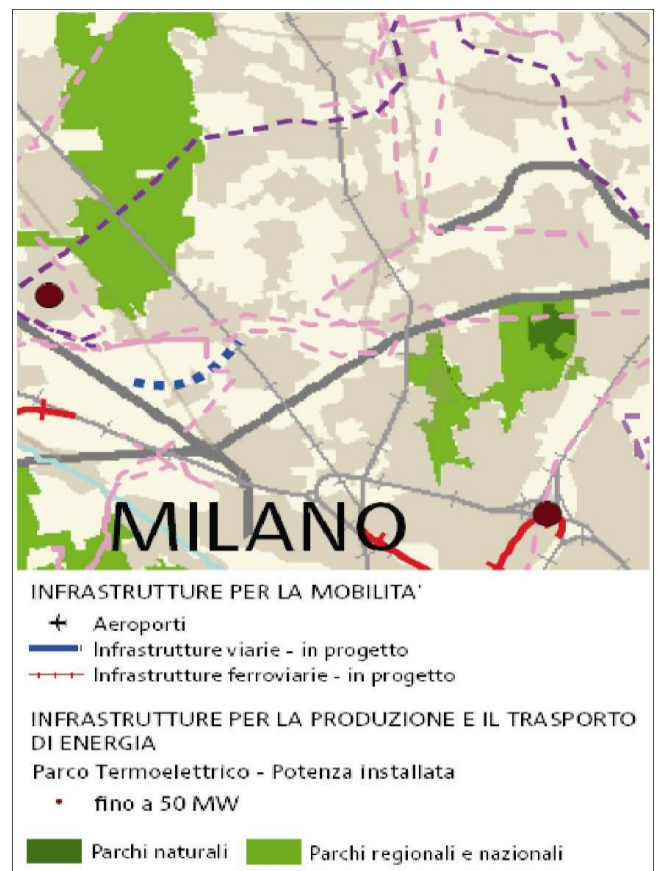 MILANO
INFRASTRUTTURE PER LA MOBILITA'
Aeroporti
Infrastrutture viarie - in progetto
Infrastrutture ferroviarie - in progetto
INFRASTRUTTURE PER LA PRODUZIONE E IL TRASPORTO
DI ENERGIA
Parco Termoelettrico - Potenza installata
fino a 50 MW
Parchi naturali
Parchi regionali e nazionali